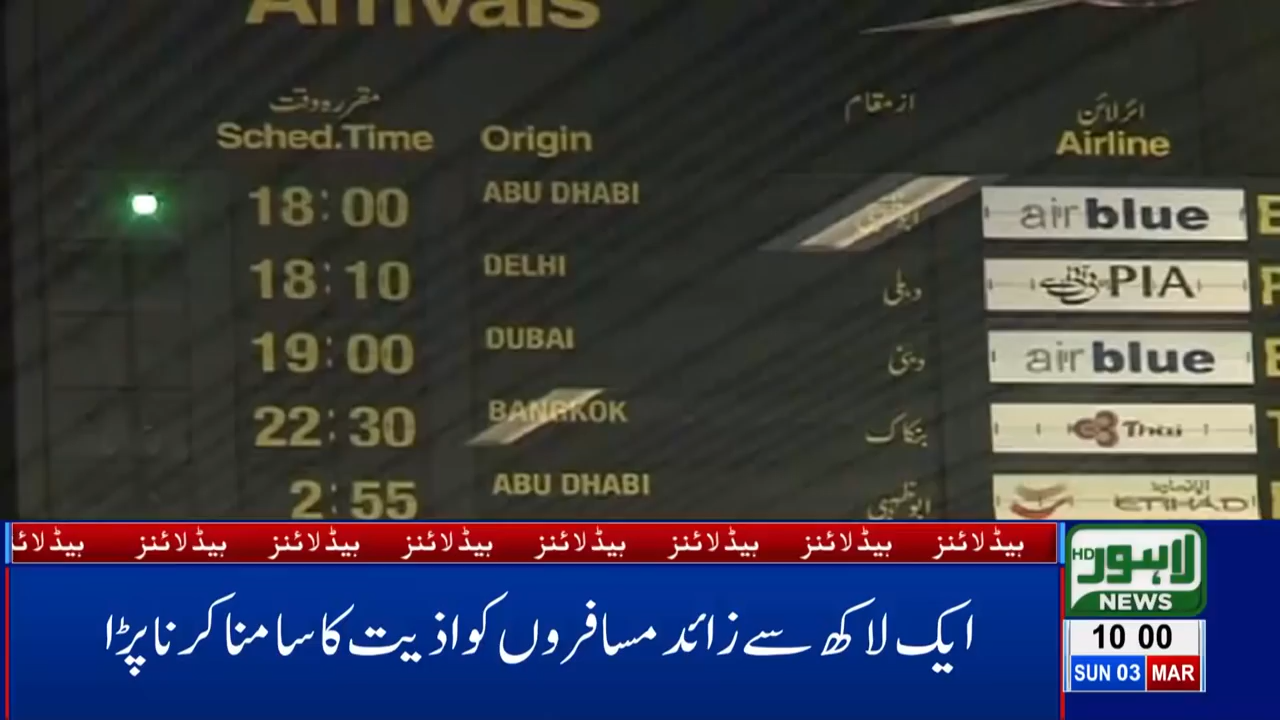 Arrivals
مقررہ وقت
Sched.Time Origin از مقام ائرلائن Airline
18:00 ABU DHABI air blue
18:10 DELHI دہلی PIA
19:00 DUBAI دبئی air blue
22:30 BANGKOK بنکاک Thai
2:55 ABU DHABI ابوظہبی ETIHAD
ہیڈلائنز ہیڈلائنز ہیڈلائنز ہیڈلائنز ہیڈلائنز ہیڈلائنز ہیڈلائنز ہیڈلائنز
ایک لاکھ سے زائد مسافروں کو اذیت کا سامنا کرنا پڑا
HD لاہور
NEWS
10 00
SUN 03 MAR